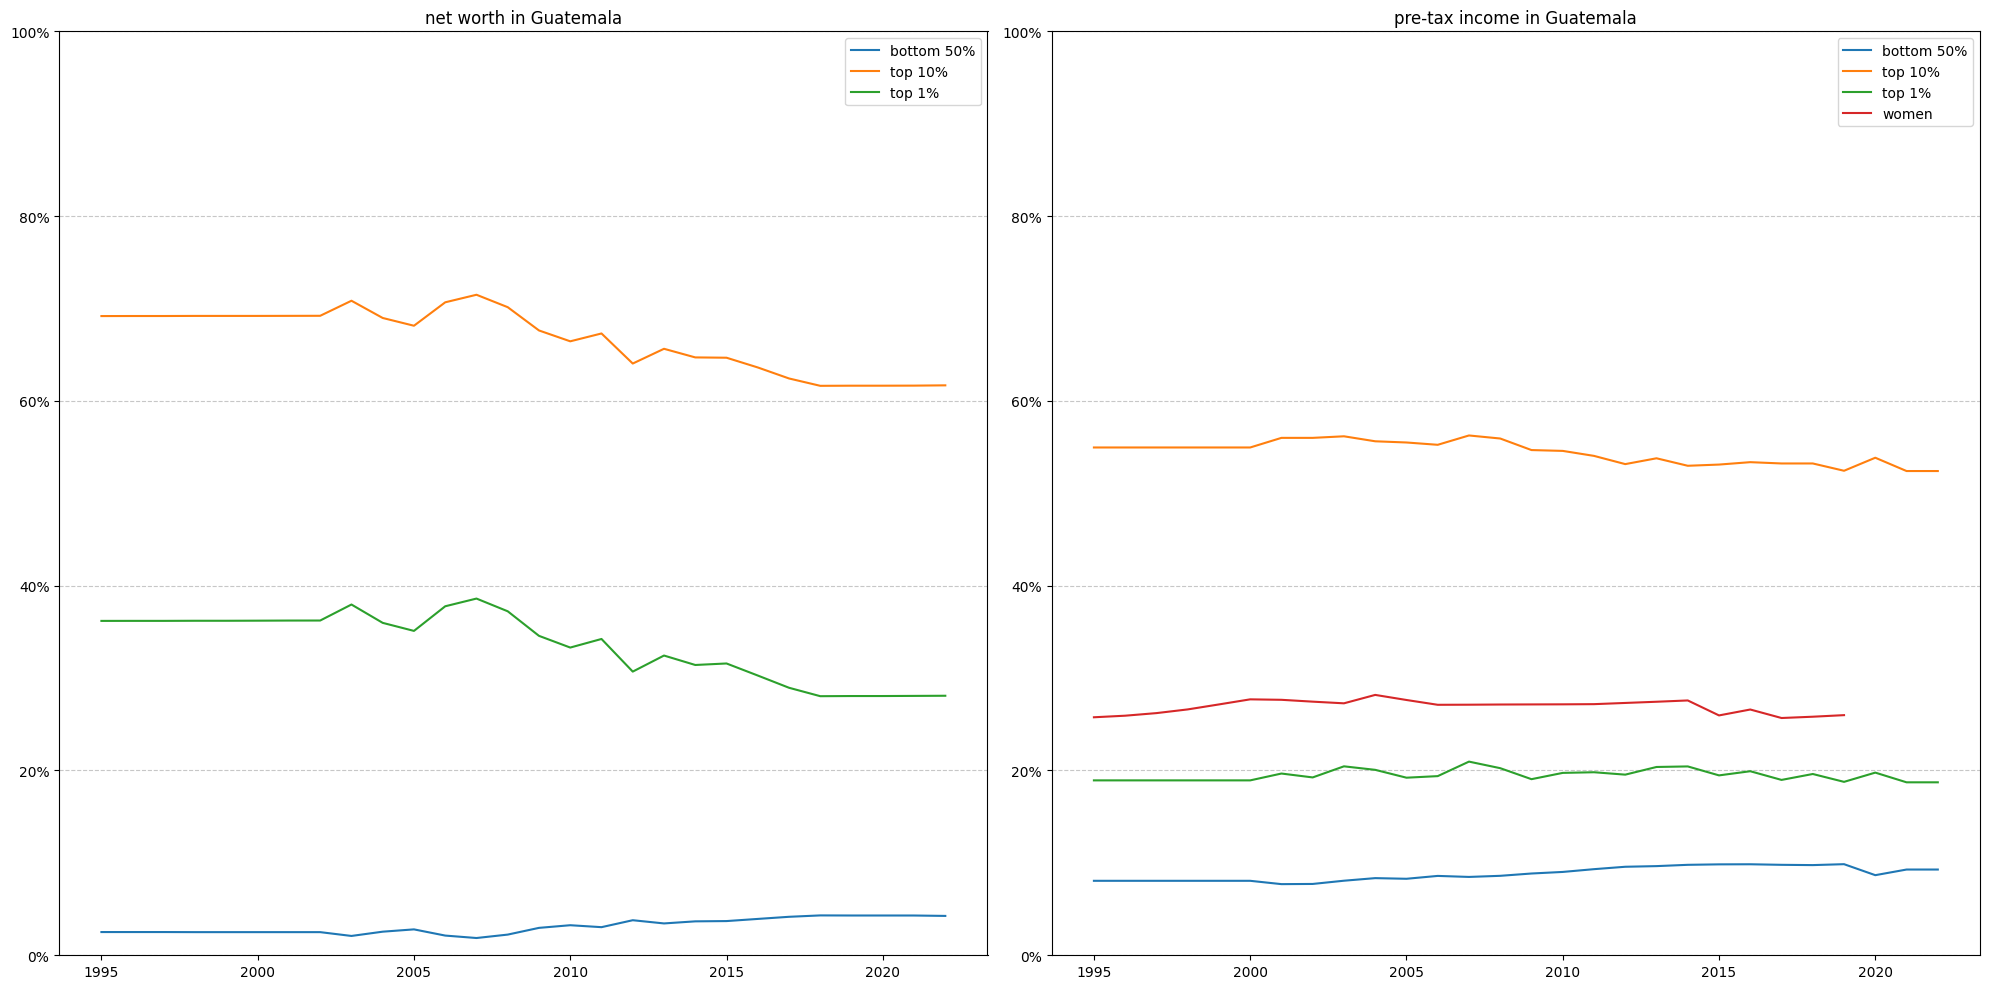 net worth in Guatemala
100%
80%
60%
40%
20%
0%
1995 2000 2005 2010 2015 2020
bottom 50%
top 10%
top 1%
pre-tax income in Guatemala
100%
80%
60%
40%
20%
0%
1995 2000 2005 2010 2015 2020
bottom 50%
top 10%
top 1%
women